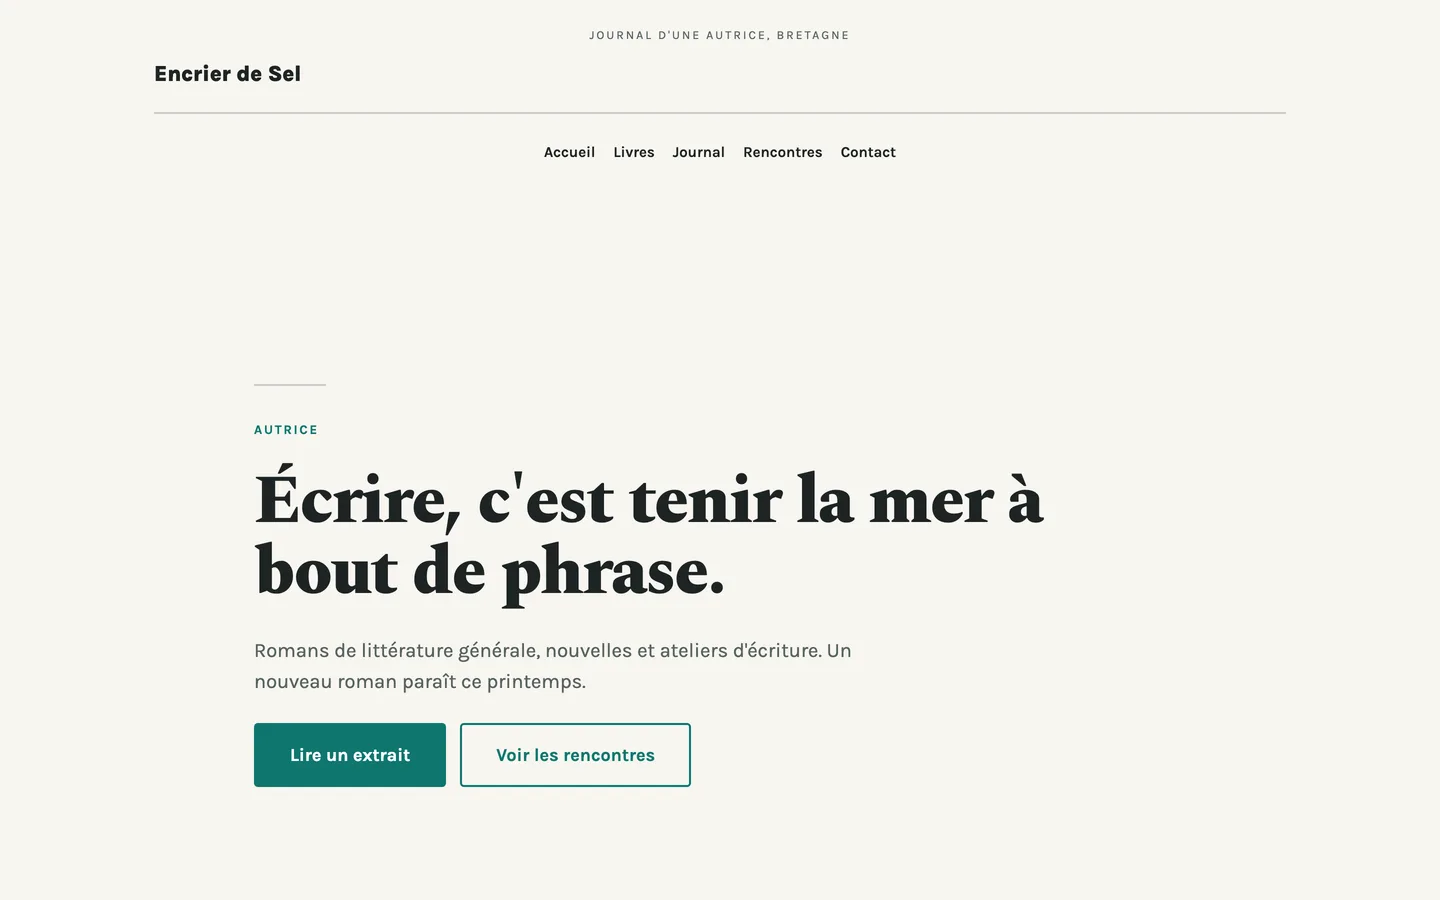 JOURNAL D'UNE AUTRICE, BRETAGNE
Encrier de Sel
Accueil Livres Journal Rencontres Contact
AUTRICE
Écrire, c'est tenir la mer à
bout de phrase.
Romans de littérature générale, nouvelles et ateliers d'écriture. Un
nouveau roman paraît ce printemps.
Lire un extrait Voir les rencontres